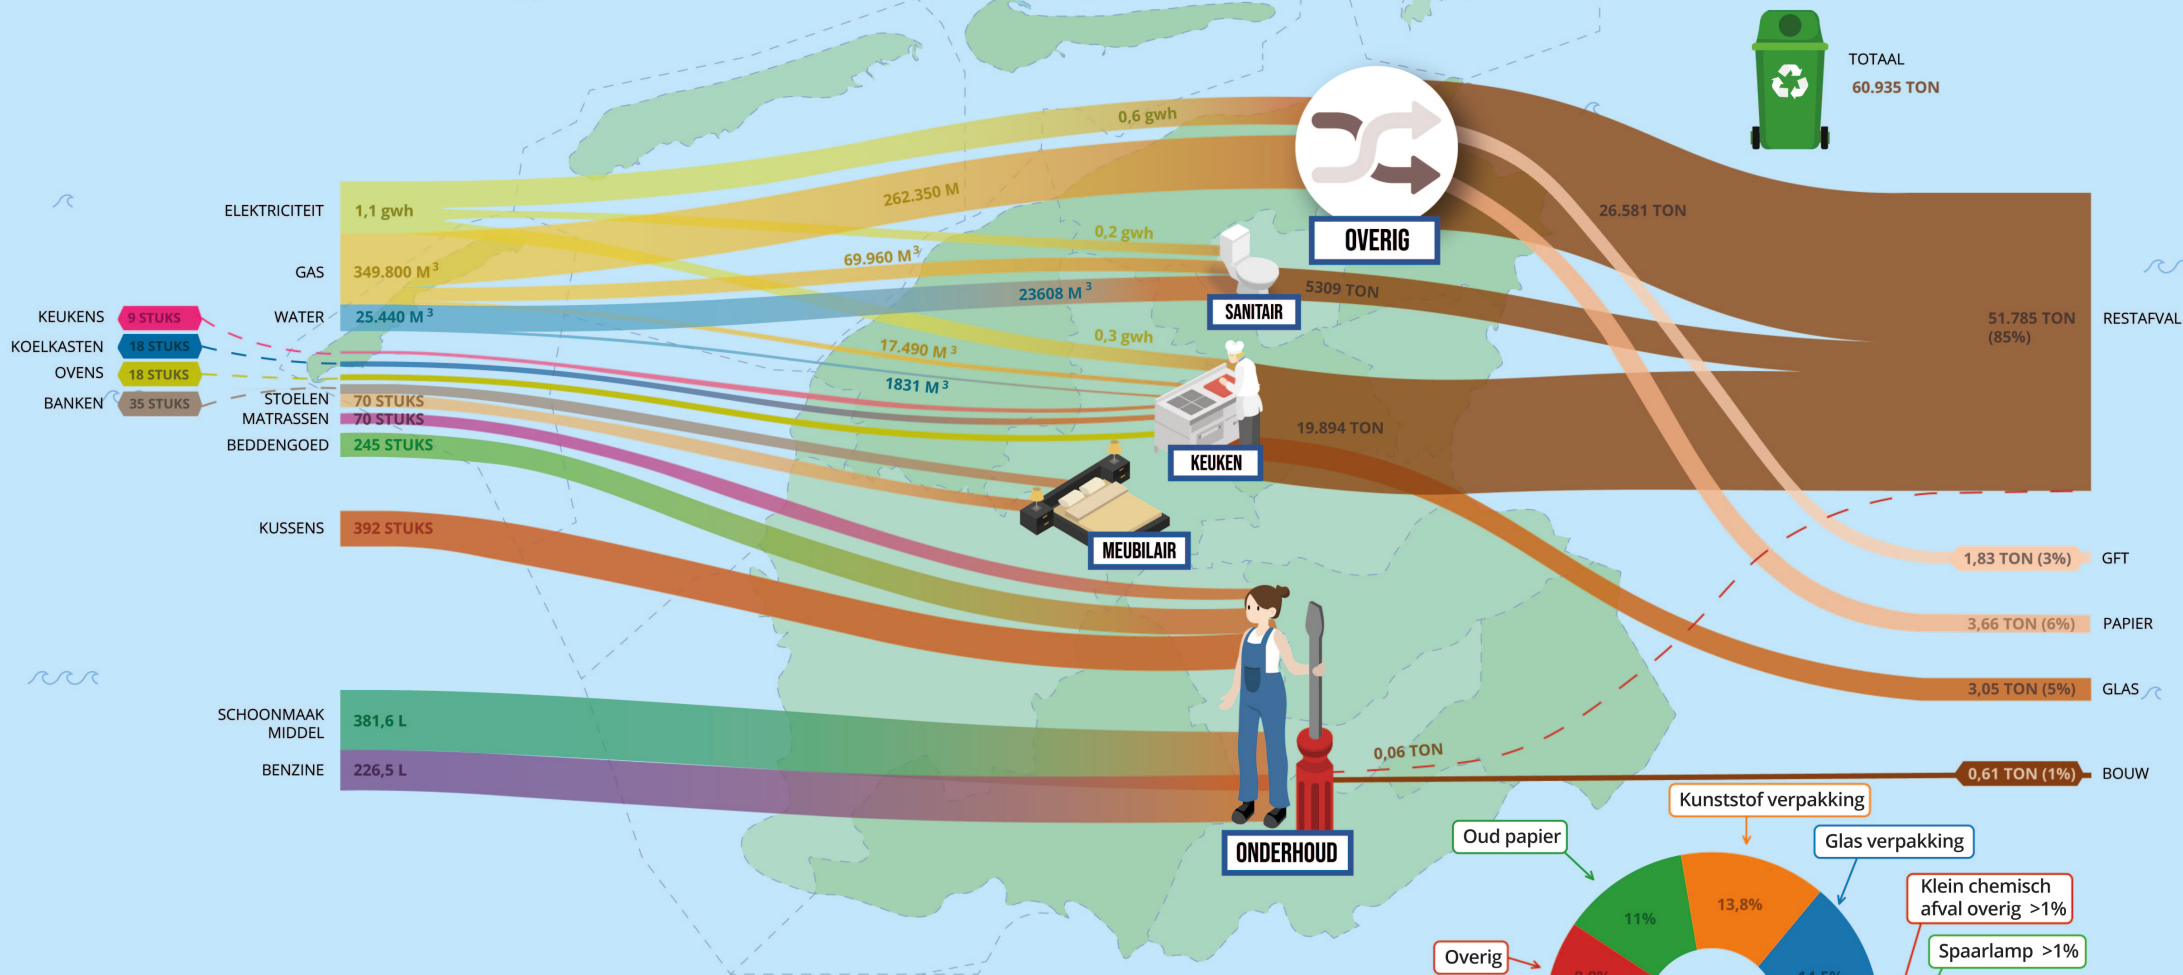 TOTAAL
60.935 TON
0,6 gwh
262.350 M
ELEKTRICITEIT
1,1 gwh
26.581 TON
0,2 gwh
OVERIG
69.960 M³
GAS
349.800 M³
5309 TON
23608 M³
SANITAIR
KEUKENS
9 STUKS
WATER
25.440 M³
51.785 TON
(85%)
RESTAFVAL
0,3 gwh
KOELKASTEN
18 STUKS
17.490 M³
OVENS
18 STUKS
1831 M³
BANKEN
35 STUKS
STOELEN
70 STUKS
MATRASSEN
70 STUKS
19.894 TON
BEDDENGOED
245 STUKS
KEUKEN
KUSSENS
392 STUKS
MEUBILAIR
1,83 TON (3%)
GFT
3,66 TON (6%)
PAPIER
3,05 TON (5%)
GLAS
SCHOONMAAK
MIDDEL
381,6 L
0,06 TON
BENZINE
226,5 L
0,61 TON (1%)
BOUW
Kunststof verpakking
Oud papier
Glas verpakking
ONDERHOUD
Klein chemisch
afval overig >1%
13,8%
11%
Overig
Spaarlamp >1%